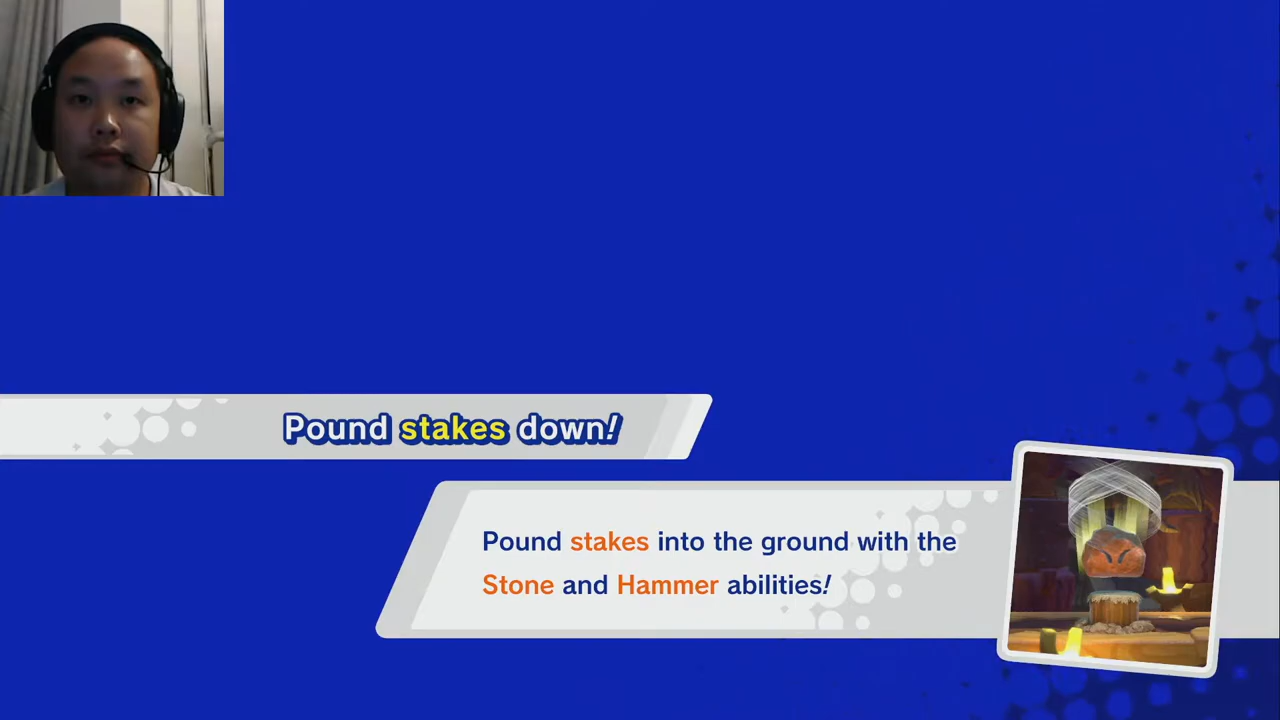 Pound stakes down!
Pound stakes into the ground with the
Stone and Hammer abilities!